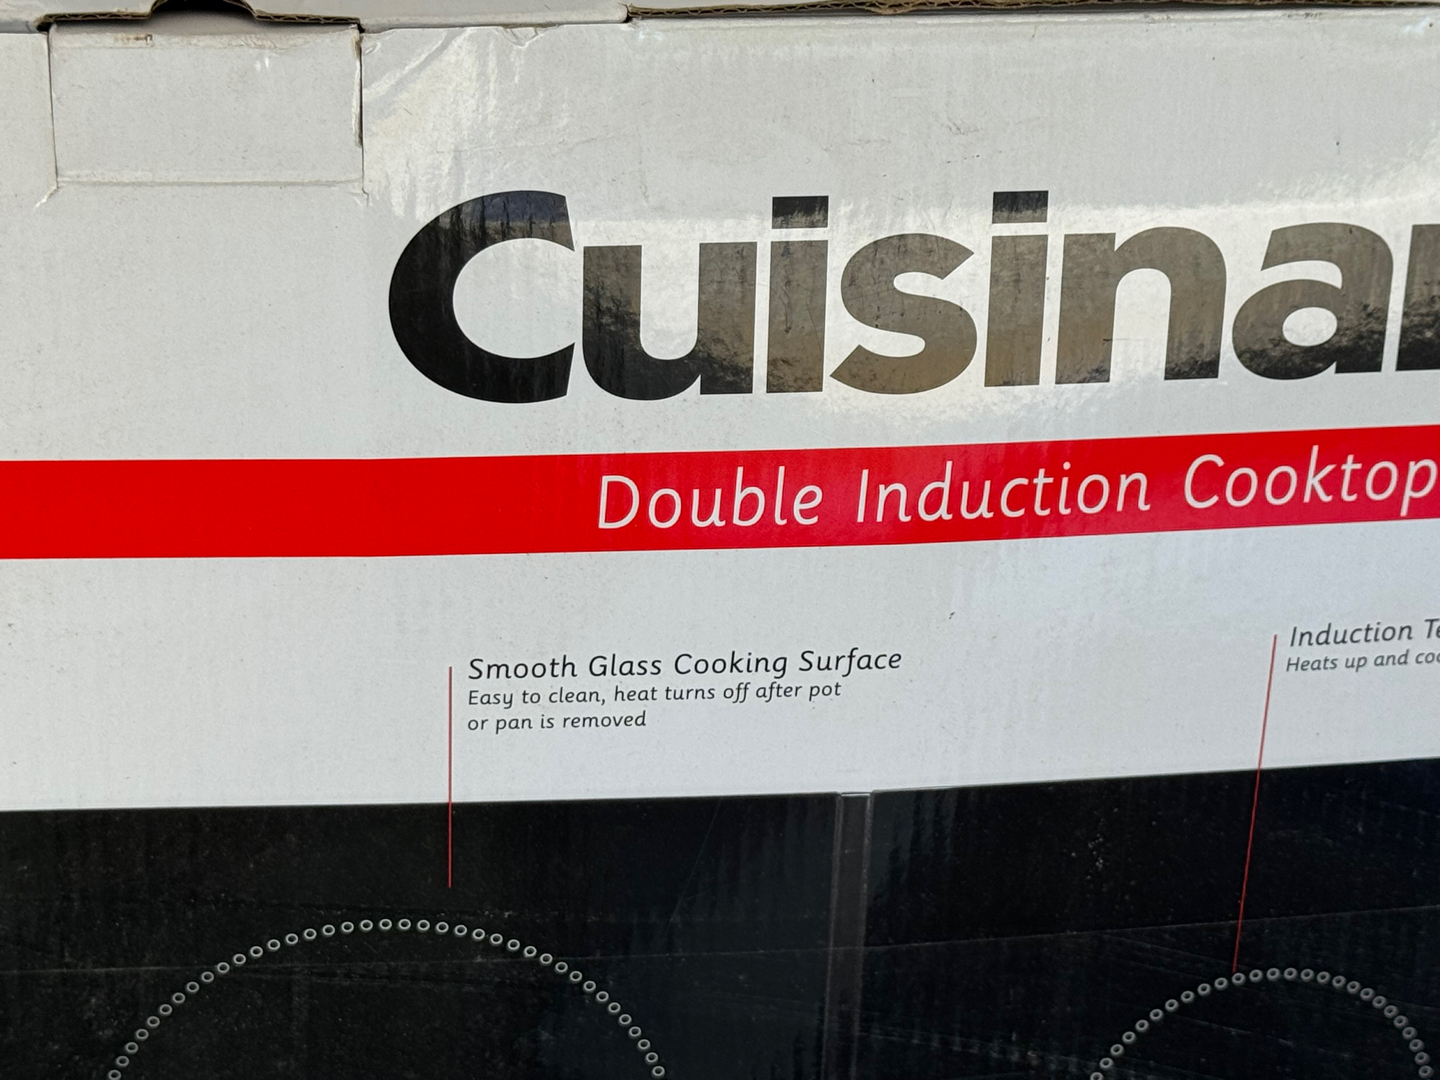 Cuisinar
Double Induction Cooktop
Induction Te
Heats up and coo
Smooth Glass Cooking Surface
Easy to clean, heat turns off after pot
or pan is removed